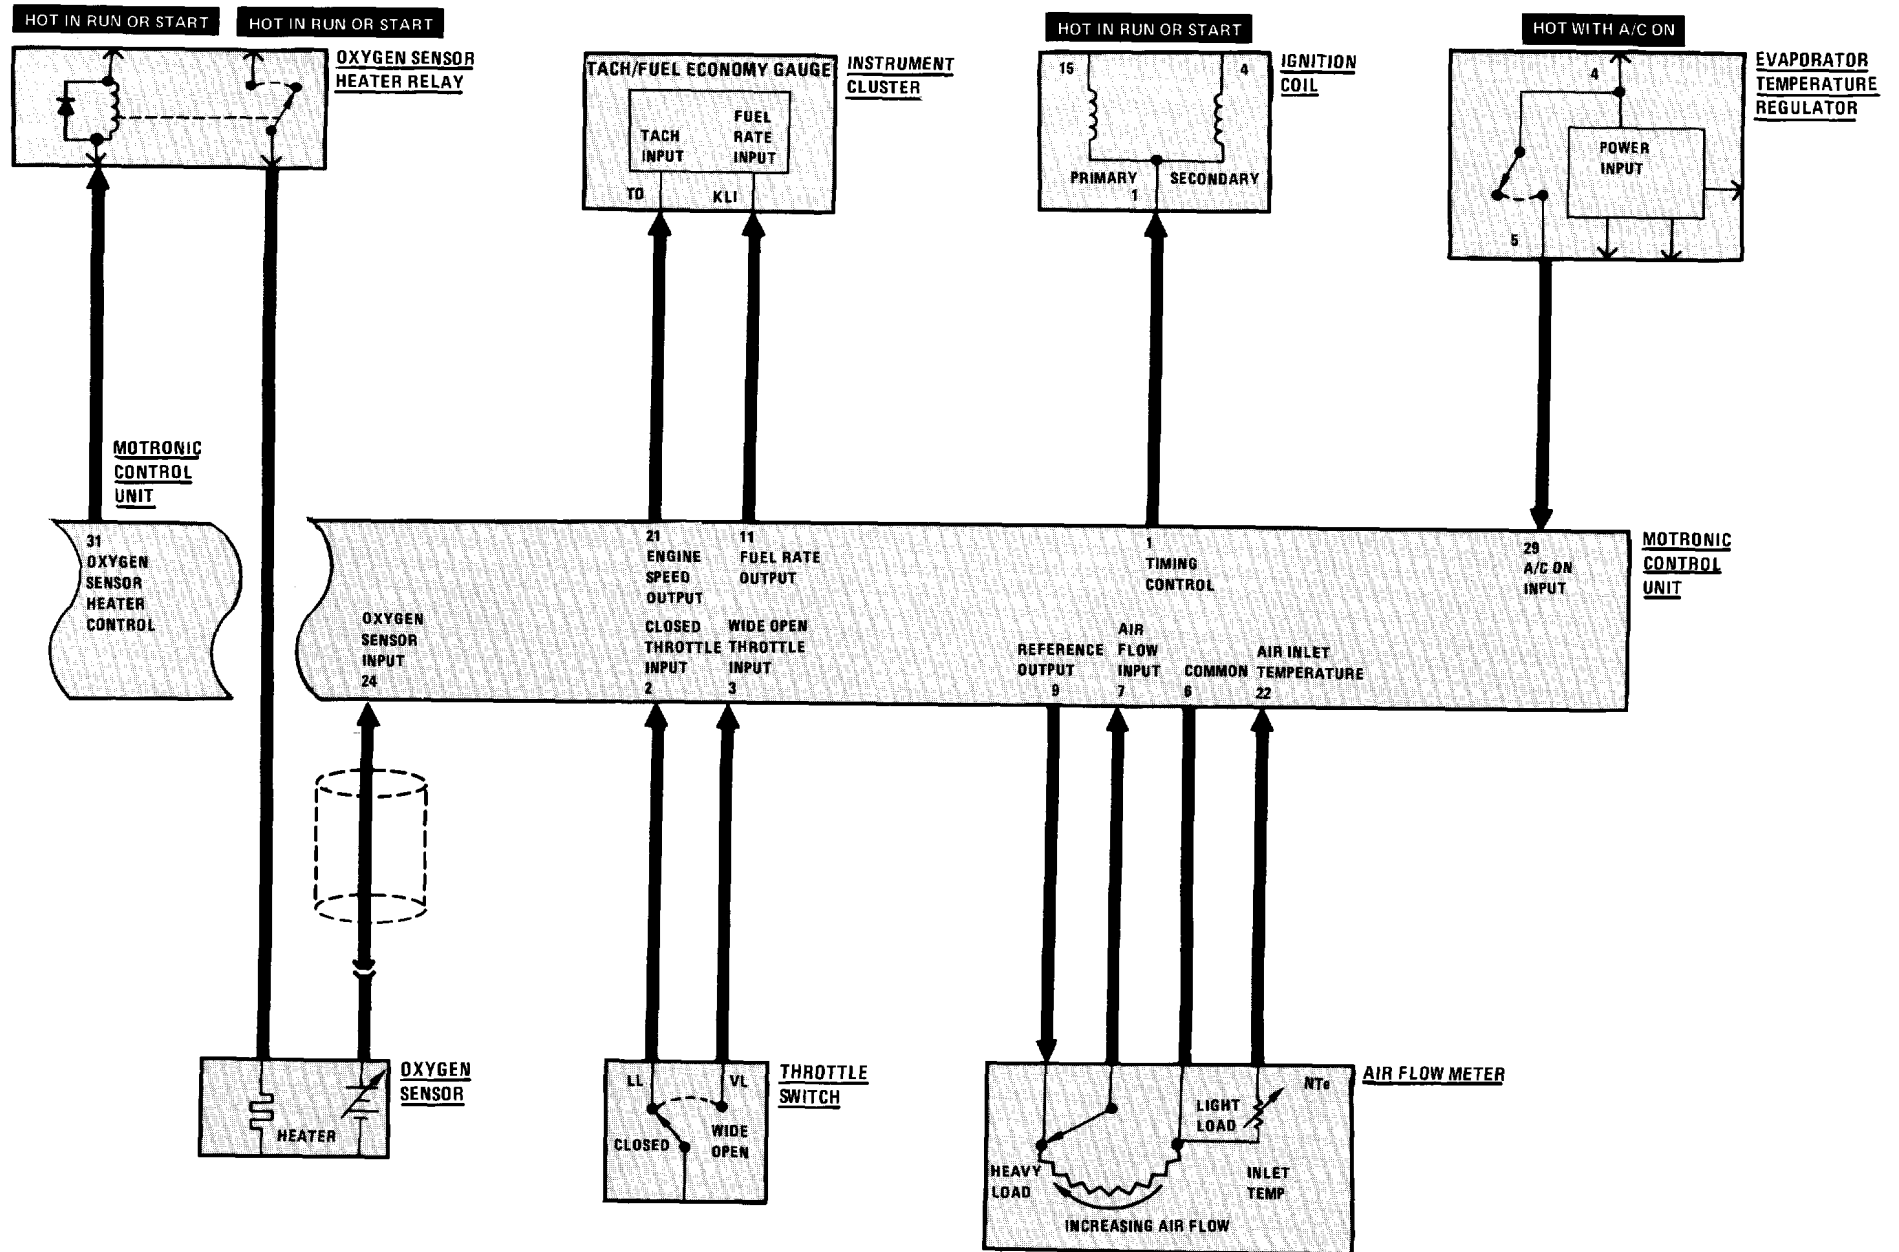 HOT IN RUN OR START
HOT IN RUN OR START
OXYGEN SENSOR
HEATER RELAY
TACH/FUEL ECONOMY GAUGE
TACH
INPUT
FUEL
RATE
INPUT
TD
KLI
INSTRUMENT
CLUSTER
HOT IN RUN OR START
15
4
PRIMARY
SECONDARY
1
IGNITION
COIL
HOT WITH A/C ON
4
POWER
INPUT
5
EVAPORATOR
TEMPERATURE
REGULATOR
MOTRONIC
CONTROL
UNIT
31
OXYGEN
SENSOR
HEATER
CONTROL
OXYGEN
SENSOR
INPUT
24
21
ENGINE
SPEED
OUTPUT
11
FUEL RATE
OUTPUT
CLOSED
THROTTLE
INPUT
2
WIDE OPEN
THROTTLE
INPUT
3
1
TIMING
CONTROL
REFERENCE
OUTPUT
9
AIR
FLOW
INPUT
7
COMMON
6
AIR INLET
TEMPERATURE
22
29
A/C ON
INPUT
MOTRONIC
CONTROL
UNIT
HEATER
OXYGEN
SENSOR
LL
VL
CLOSED
WIDE
OPEN
THROTTLE
SWITCH
NTe
LIGHT
LOAD
HEAVY
LOAD
INLET
TEMP
INCREASING AIR FLOW
AIR FLOW METER